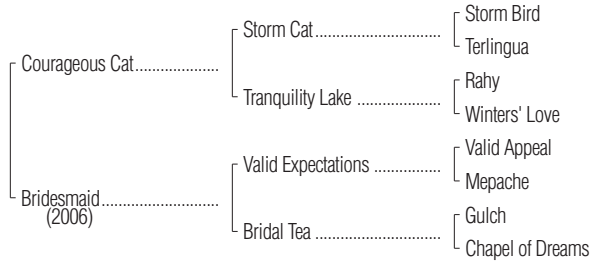 Storm Bird
Storm Cat
Terlingua
Courageous Cat
Rahy
Tranquility Lake
Winters' Love
Valid Appeal
Valid Expectations
Mepache
Bridesmaid
(2006)
Gulch
Bridal Tea
Chapel of Dreams